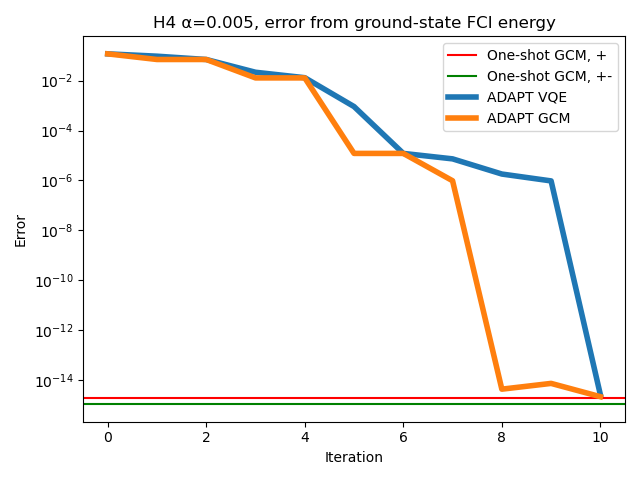 H4 α=0.005, error from ground-state FCI energy
One-shot GCM, +
One-shot GCM, +-
ADAPT VQE
ADAPT GCM
Error
10⁻²
10⁻⁴
10⁻⁶
10⁻⁸
10⁻¹⁰
10⁻¹²
10⁻¹⁴
0 2 4 6 8 10
Iteration